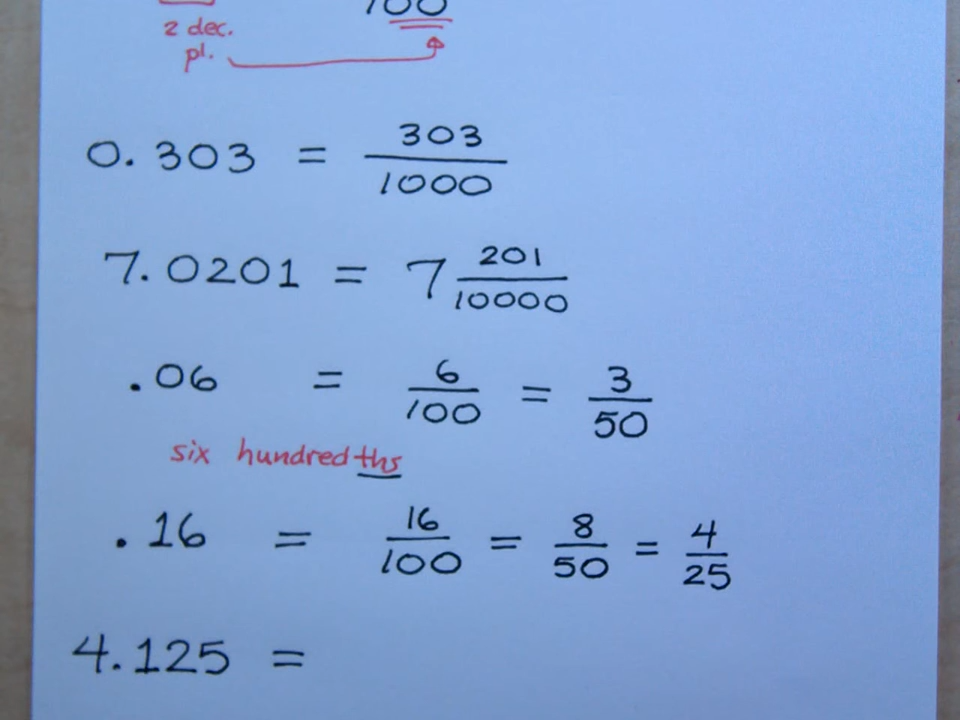 100
2 dec.
pl.
0.303 = 303/1000
7.0201 = 7 201/10000
.06 = 6/100 = 3/50
six hundredths
.16 = 16/100 = 8/50 = 4/25
4.125 =